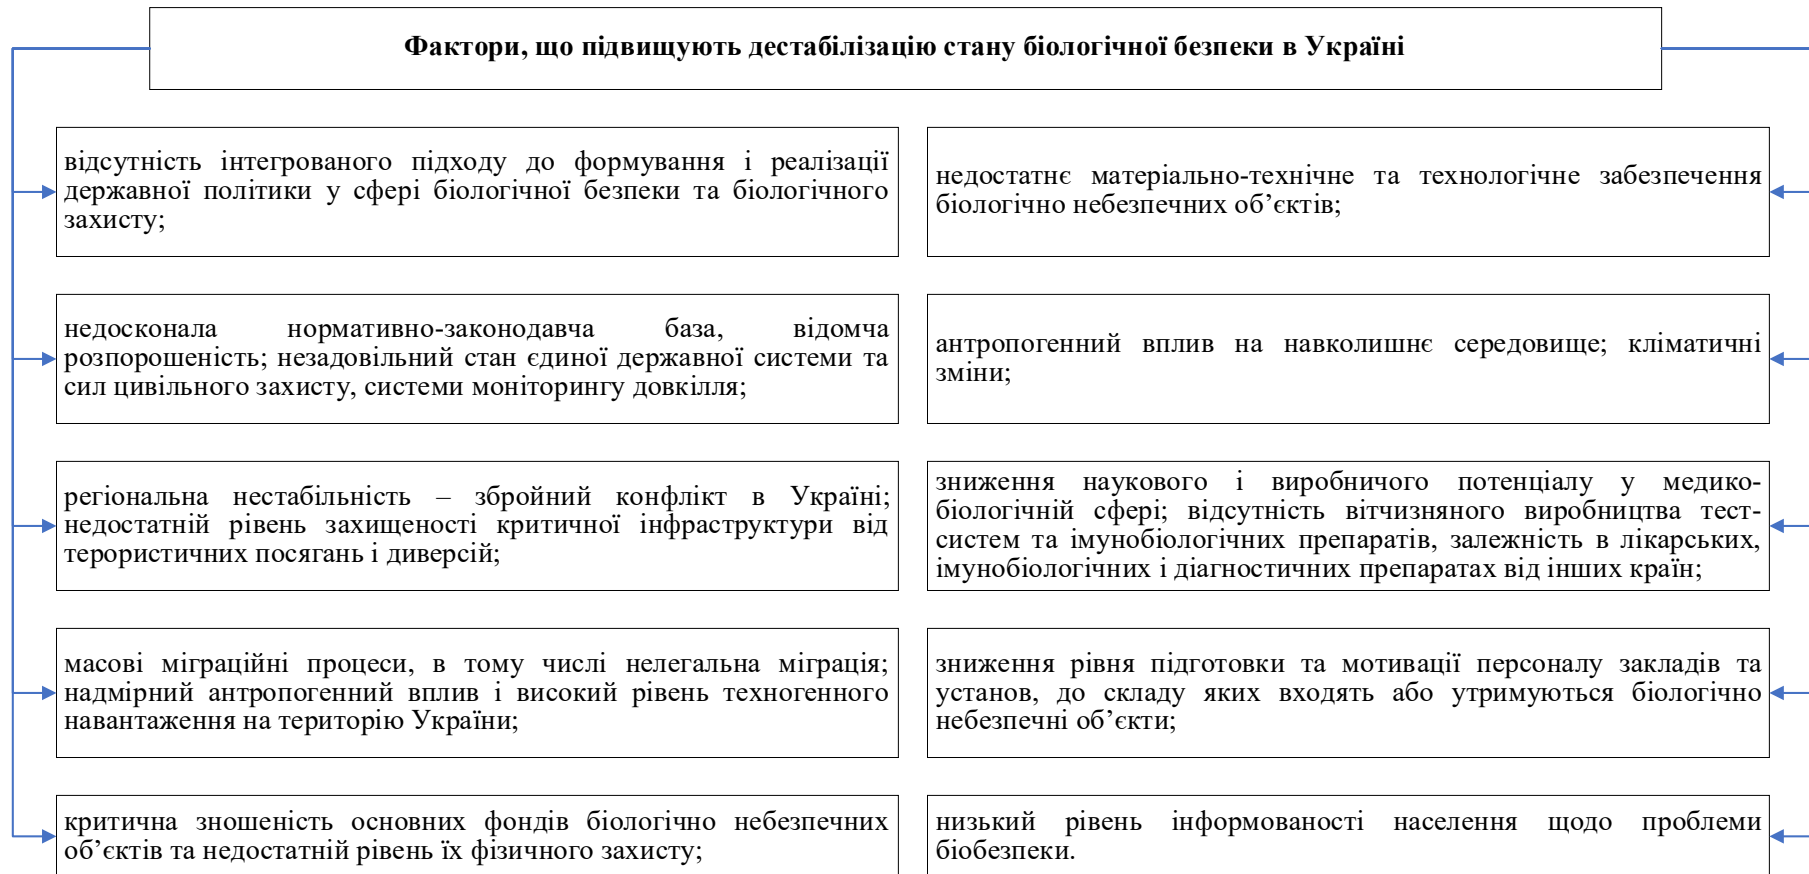 Фактори, що підвищують дестабілізацію стану біологічної безпеки в Україні
відсутність інтегрованого підходу до формування і реалізації
державної політики у сфері біологічної безпеки та біологічного
захисту;
недосконала нормативно-законодавча база, відомча
розпорошеність; незадовільний стан єдиної державної системи та
сил цивільного захисту, системи моніторингу довкілля;
регіональна нестабільність – збройний конфлікт в Україні;
недостатній рівень захищеності критичної інфраструктури від
терористичних посягань і диверсій;
масові міграційні процеси, в тому числі нелегальна міграція;
надмірний антропогенний вплив і високий рівень техногенного
навантаження на територію України;
критична зношеність основних фондів біологічно небезпечних
об’єктів та недостатній рівень їх фізичного захисту;
недостатнє матеріально-технічне та технологічне забезпечення
біологічно небезпечних об’єктів;
антропогенний вплив на навколишнє середовище; кліматичні
зміни;
зниження наукового і виробничого потенціалу у медико-
біологічній сфері; відсутність вітчизняного виробництва тест-
систем та імунобіологічних препаратів, залежність в лікарських,
імунобіологічних і діагностичних препаратах від інших країн;
зниження рівня підготовки та мотивації персоналу закладів та
установ, до складу яких входять або утримуються біологічно
небезпечні об’єкти;
низький рівень інформованості населення щодо проблеми
біобезпеки.